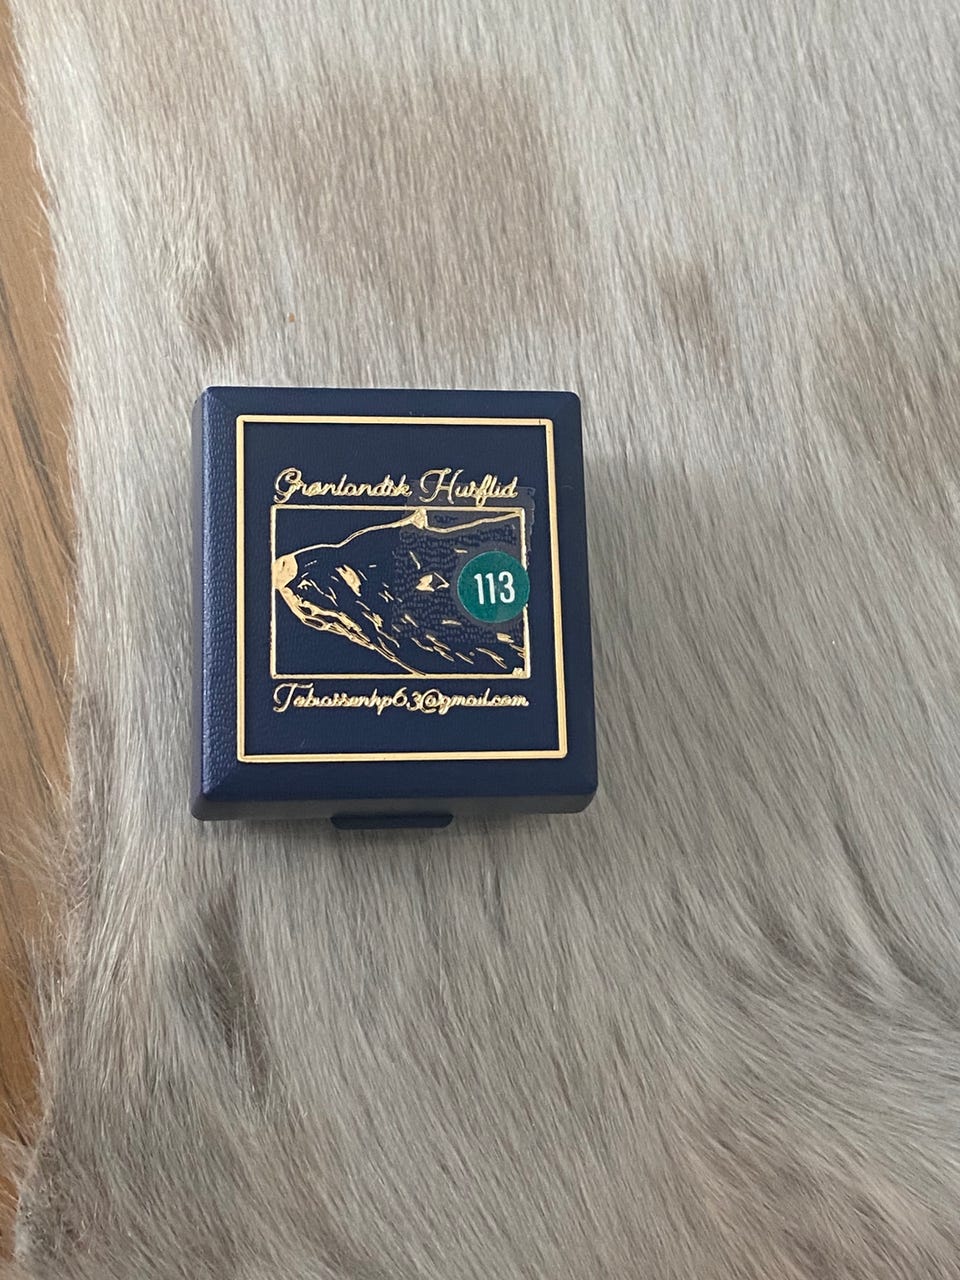 Grønlandsk Husflid
113
Tobiassenhp63@gmail.com